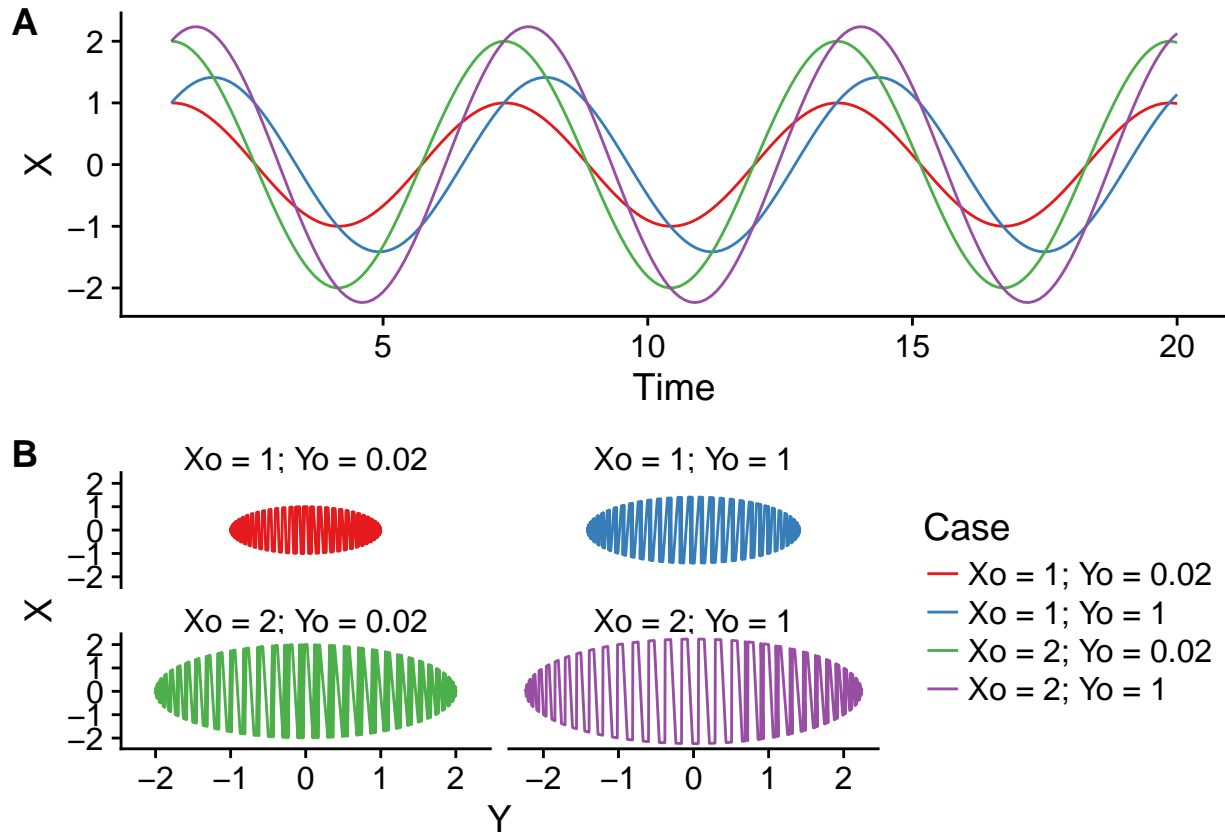 A
2
1
0
−1
−2
X
5 10 15 20
Time
B
Xo = 1; Yo = 0.02 Xo = 1; Yo = 1
2
1
0
−1
−2
X
Xo = 2; Yo = 0.02 Xo = 2; Yo = 1
2
1
0
−1
−2
−2 −1 0 1 2 −2 −1 0 1 2
Y
Case
Xo = 1; Yo = 0.02
Xo = 1; Yo = 1
Xo = 2; Yo = 0.02
Xo = 2; Yo = 1